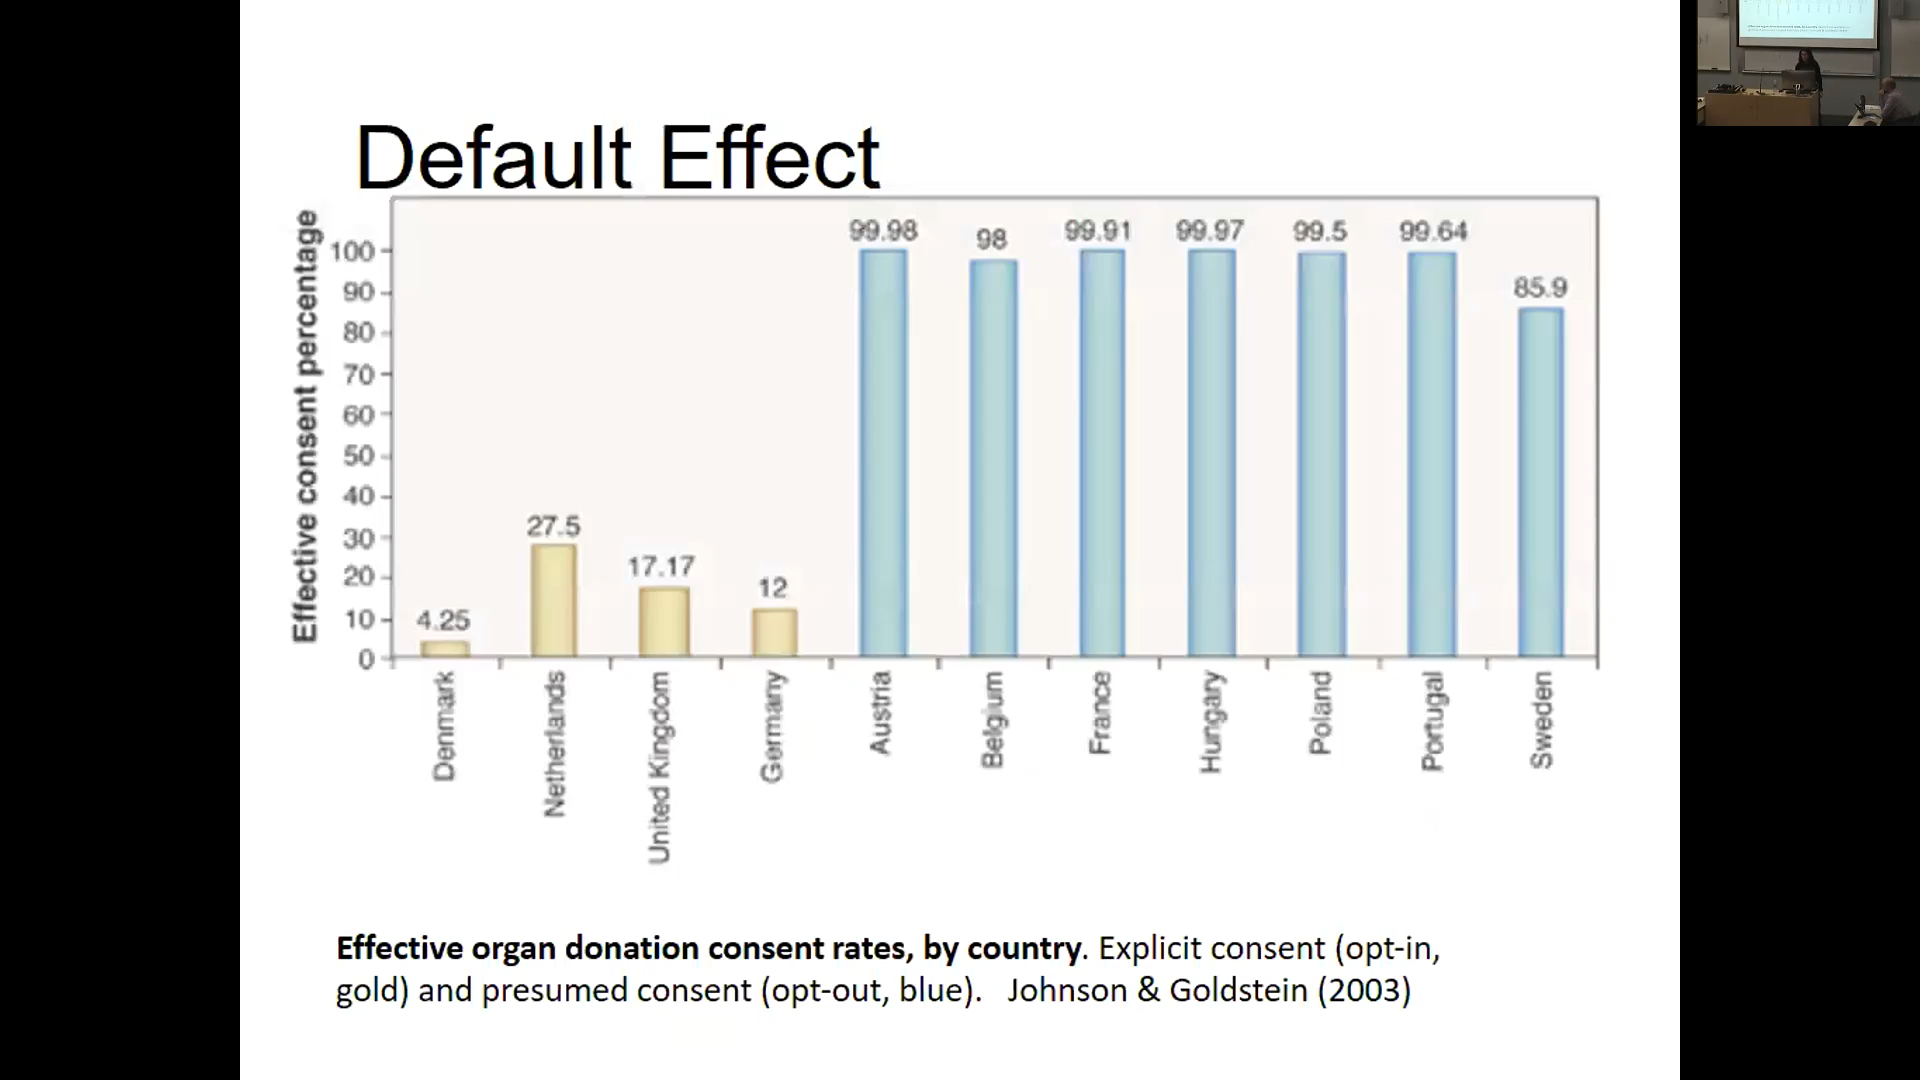 Default Effect
Effective consent percentage
100
90
80
70
60
50
40
30
20
10
0
4.25
27.5
17.17
12
99.98
98
99.91
99.97
99.5
99.64
85.9
Denmark
Netherlands
United Kingdom
Germany
Austria
Belgium
France
Hungary
Poland
Portugal
Sweden
Effective organ donation consent rates, by country. Explicit consent (opt-in,
gold) and presumed consent (opt-out, blue). Johnson & Goldstein (2003)